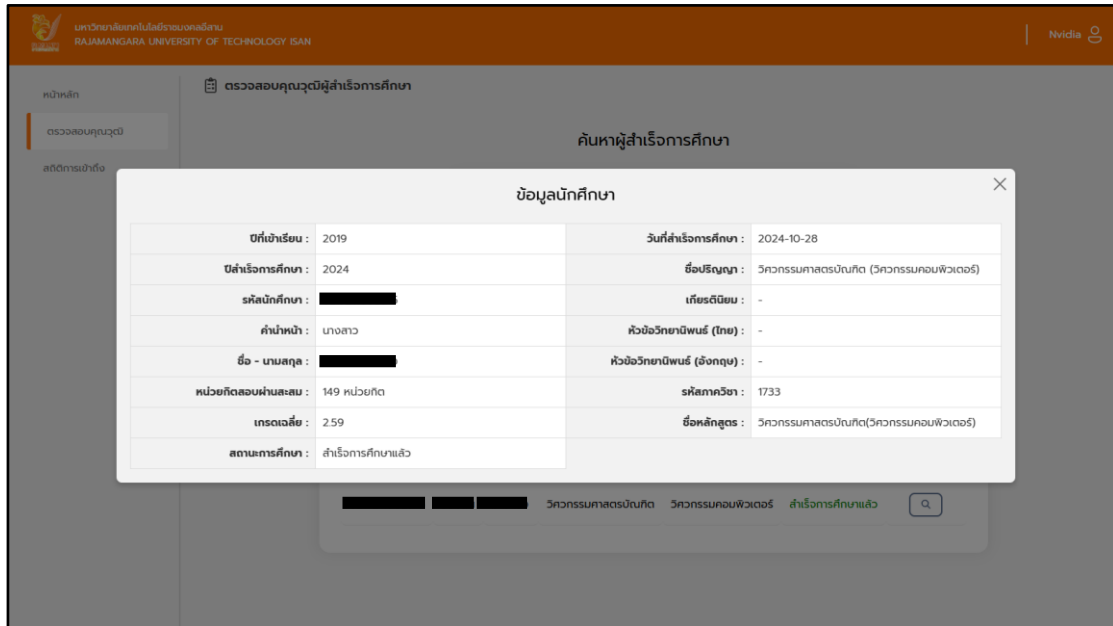 มหาวิทยาลัยเทคโนโลยีราชมงคลอีสาน
RAJAMANGARA UNIVERSITY OF TECHNOLOGY ISAN
Nvidia
หน้าหลัก
ตรวจสอบคุณวุฒิ
สถิติการเข้าถึง
ตรวจสอบคุณวุฒิผู้สำเร็จการศึกษา
ค้นหาผู้สำเร็จการศึกษา
ข้อมูลนักศึกษา
ปีที่เข้าเรียน : 2019 วันที่สำเร็จการศึกษา : 2024-10-28
ปีสำเร็จการศึกษา : 2024 ชื่อปริญญา : วิศวกรรมศาสตรบัณฑิต (วิศวกรรมคอมพิวเตอร์)
รหัสนักศึกษา : เกียรตินิยม : -
คำนำหน้า : นางสาว หัวข้อวิทยานิพนธ์ (ไทย) : -
ชื่อ - นามสกุล : หัวข้อวิทยานิพนธ์ (อังกฤษ) : -
หน่วยกิตสอบผ่านสะสม : 149 หน่วยกิต รหัสภาควิชา : 1733
เกรดเฉลี่ย : 2.59 ชื่อหลักสูตร : วิศวกรรมศาสตรบัณฑิต(วิศวกรรมคอมพิวเตอร์)
สถานะการศึกษา : สำเร็จการศึกษาแล้ว
วิศวกรรมศาสตรบัณฑิต วิศวกรรมคอมพิวเตอร์ สำเร็จการศึกษาแล้ว